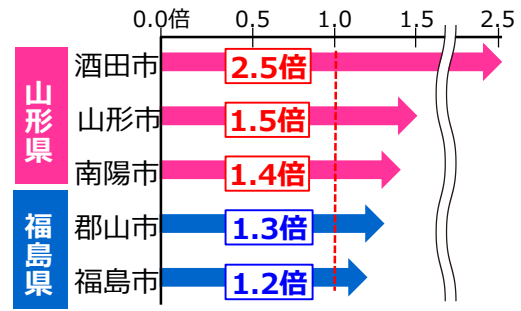 0.0倍 0.5 1.0 1.5 2.5
山形県
酒田市 2.5倍
山形市 1.5倍
南陽市 1.4倍
福島県
郡山市 1.3倍
福島市 1.2倍